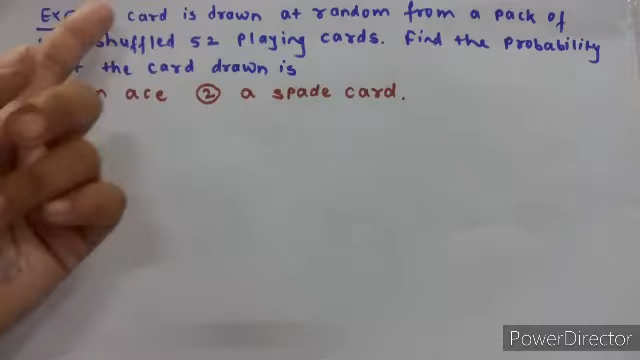 card is drawn at random from a pack of
shuffled 52 Playing cards. Find the Probability
the card drawn is
ace ② a spade card.
PowerDirector